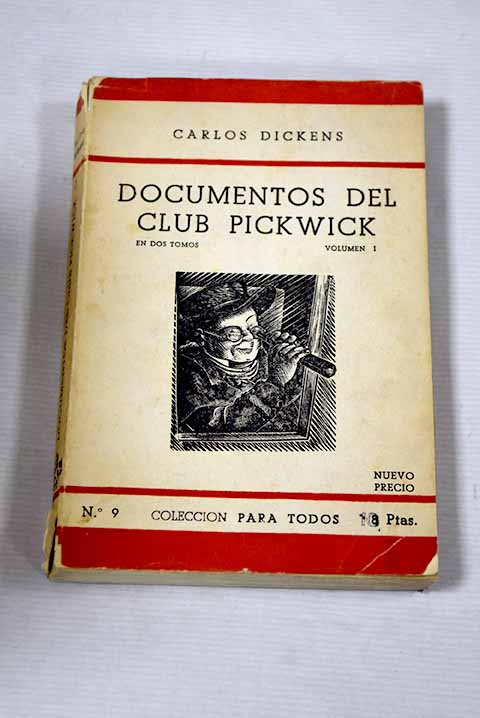 CARLOS DICKENS
DOCUMENTOS DEL
CLUB PICKWICK
EN DOS TOMOS VOLUMEN I
NUEVO
PRECIO
N.º 9 COLECCION PARA TODOS Ptas.